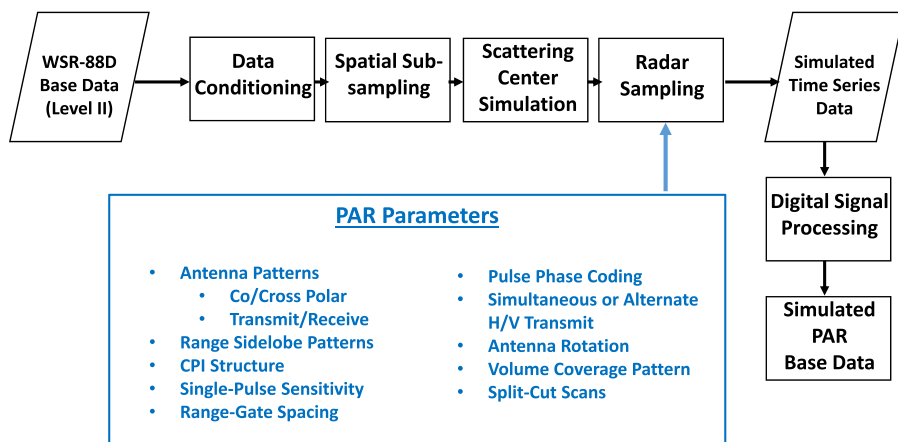 WSR-88D
Base Data
(Level II)
Data
Conditioning
Spatial Sub-
sampling
Scattering
Center
Simulation
Radar
Sampling
Simulated
Time Series
Data
Digital Signal
Processing
Simulated
PAR
Base Data
PAR Parameters
• Antenna Patterns
• Co/Cross Polar
• Transmit/Receive
• Range Sidelobe Patterns
• CPI Structure
• Single-Pulse Sensitivity
• Range-Gate Spacing
• Pulse Phase Coding
• Simultaneous or Alternate
H/V Transmit
• Antenna Rotation
• Volume Coverage Pattern
• Split-Cut Scans